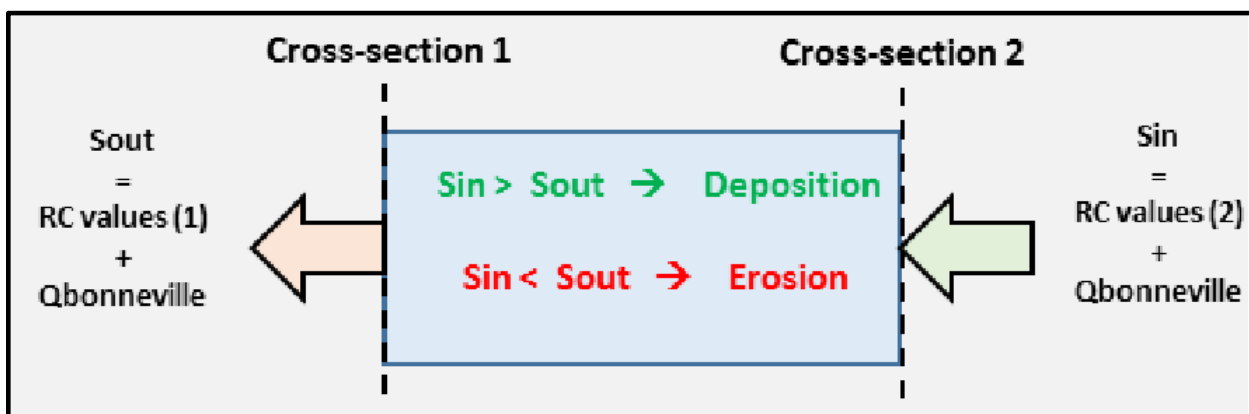 Cross-section 1
Cross-section 2
Sout
=
RC values (1)
+
Qbonneville
Sin > Sout → Deposition
Sin < Sout → Erosion
Sin
=
RC values (2)
+
Qbonneville